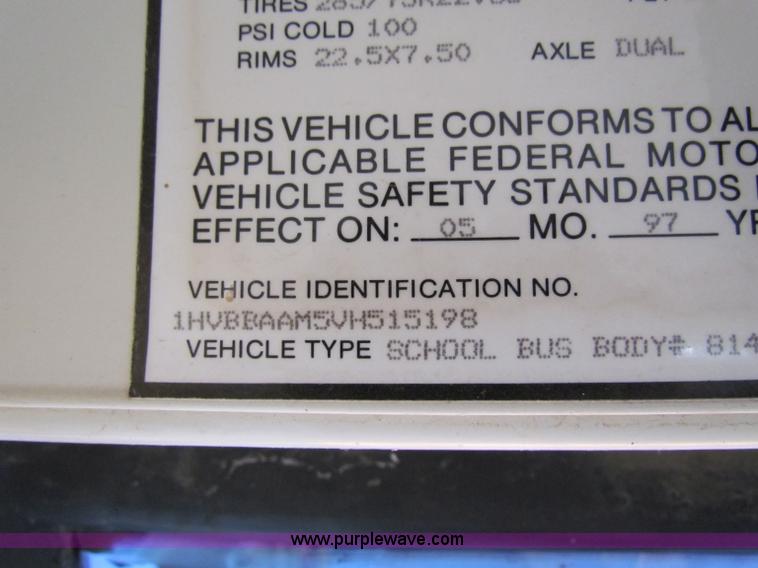 TIRES
PSI COLD 100
RIMS 22.5X7.50 AXLE DUAL
THIS VEHICLE CONFORMS TO AL
APPLICABLE FEDERAL MOTO
VEHICLE SAFETY STANDARDS
EFFECT ON: 05 MO. 97 YR
VEHICLE IDENTIFICATION NO.
1HVBBAAM5VH515198
VEHICLE TYPE SCHOOL BUS BODY# 814
www.purplewave.com